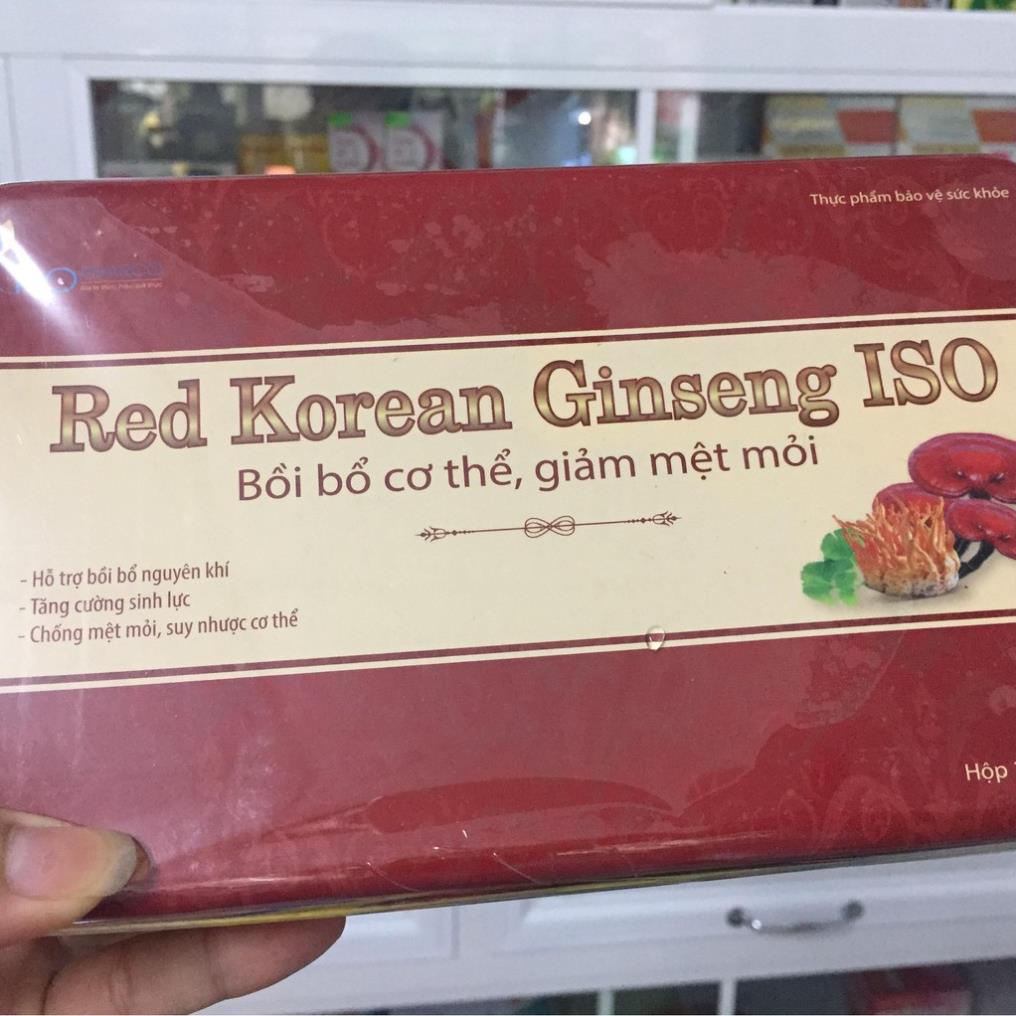 Thực phẩm bảo vệ sức khỏe
Red Korean Ginseng ISO
Bồi bổ cơ thể, giảm mệt mỏi
- Hỗ trợ bồi bổ nguyên khí
- Tăng cường sinh lực
- Chống mệt mỏi, suy nhược cơ thể
Hộp